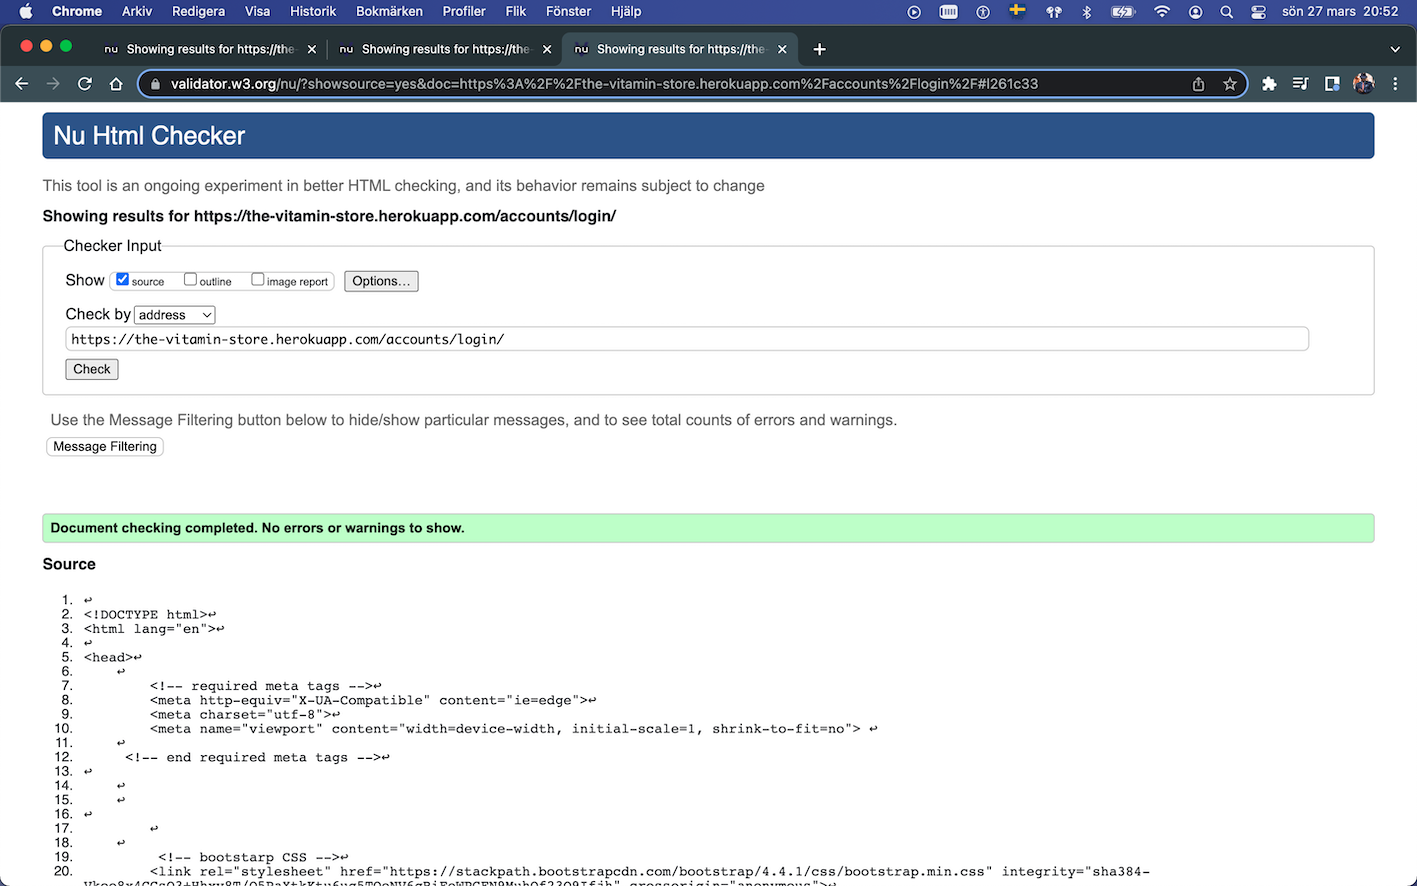 Chrome Arkiv Redigera Visa Historik Bokmärken Profiler Flik Fönster Hjälp sön 27 mars 20:52
nu Showing results for https://the- nu Showing results for https://the- nu Showing results for https://the-
validator.w3.org/nu/?showsource=yes&doc=https%3A%2F%2Fthe-vitamin-store.herokuapp.com%2Faccounts%2Flogin%2F#l261c33
Nu Html Checker
This tool is an ongoing experiment in better HTML checking, and its behavior remains subject to change
Showing results for https://the-vitamin-store.herokuapp.com/accounts/login/
Checker Input
Show source outline image report Options...
Check by address
https://the-vitamin-store.herokuapp.com/accounts/login/
Check
Use the Message Filtering button below to hide/show particular messages, and to see total counts of errors and warnings.
Message Filtering
Document checking completed. No errors or warnings to show.
Source
1. ↩
2. <!DOCTYPE html>↩
3. <html lang="en">↩
4. ↩
5. <head>↩
6. ↩
7. <!-- required meta tags -->↩
8. <meta http-equiv="X-UA-Compatible" content="ie=edge">↩
9. <meta charset="utf-8">↩
10. <meta name="viewport" content="width=device-width, initial-scale=1, shrink-to-fit=no"> ↩
11. ↩
12. <!-- end required meta tags -->↩
13. ↩
14. ↩
15. ↩
16. ↩
17. ↩
18. ↩
19. <!-- bootstarp CSS -->↩
20. <link rel="stylesheet" href="https://stackpath.bootstrapcdn.com/bootstrap/4.4.1/css/bootstrap.min.css" integrity="sha384-